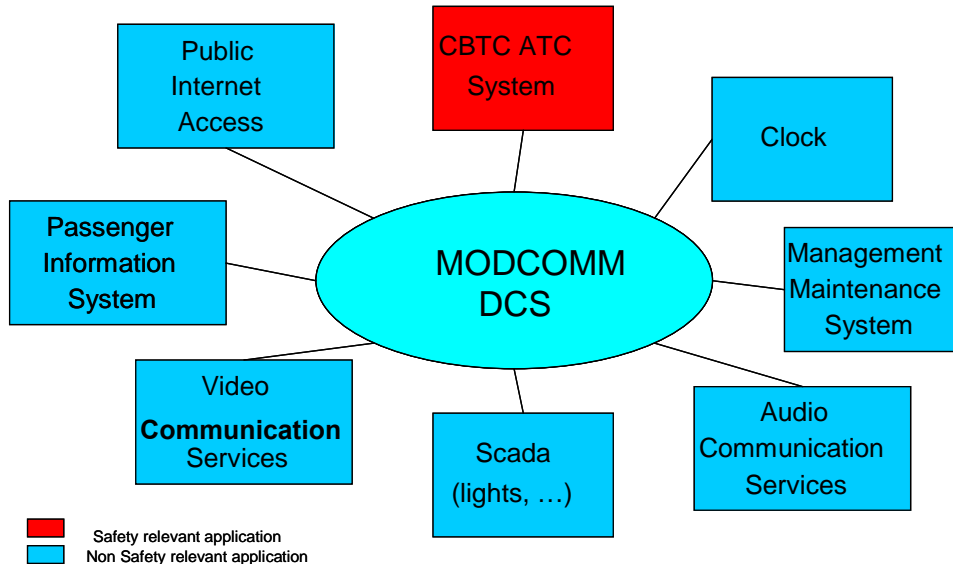 Public
Internet
Access
CBTC ATC
System
Clock
Passenger
Information
System
MODCOMM
DCS
Management
Maintenance
System
Video
Communication
Services
Scada
(lights, …)
Audio
Communication
Services
Safety relevant application
Non Safety relevant application